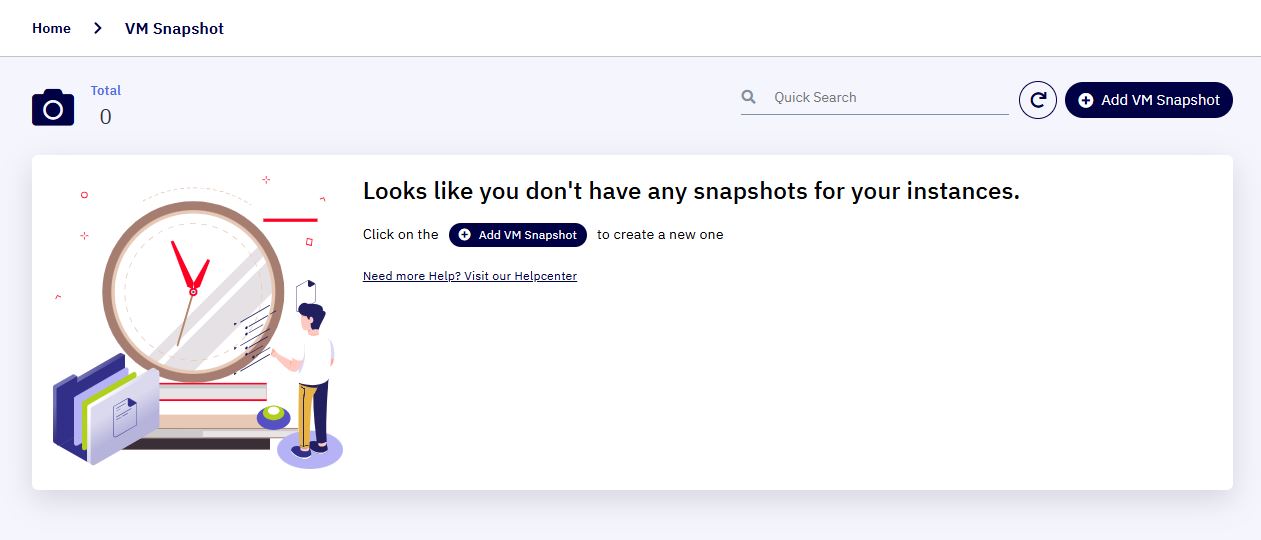 Home VM Snapshot
Total
0
Quick Search
Add VM Snapshot
Looks like you don't have any snapshots for your instances.
Click on the Add VM Snapshot to create a new one
Need more Help? Visit our Helpcenter